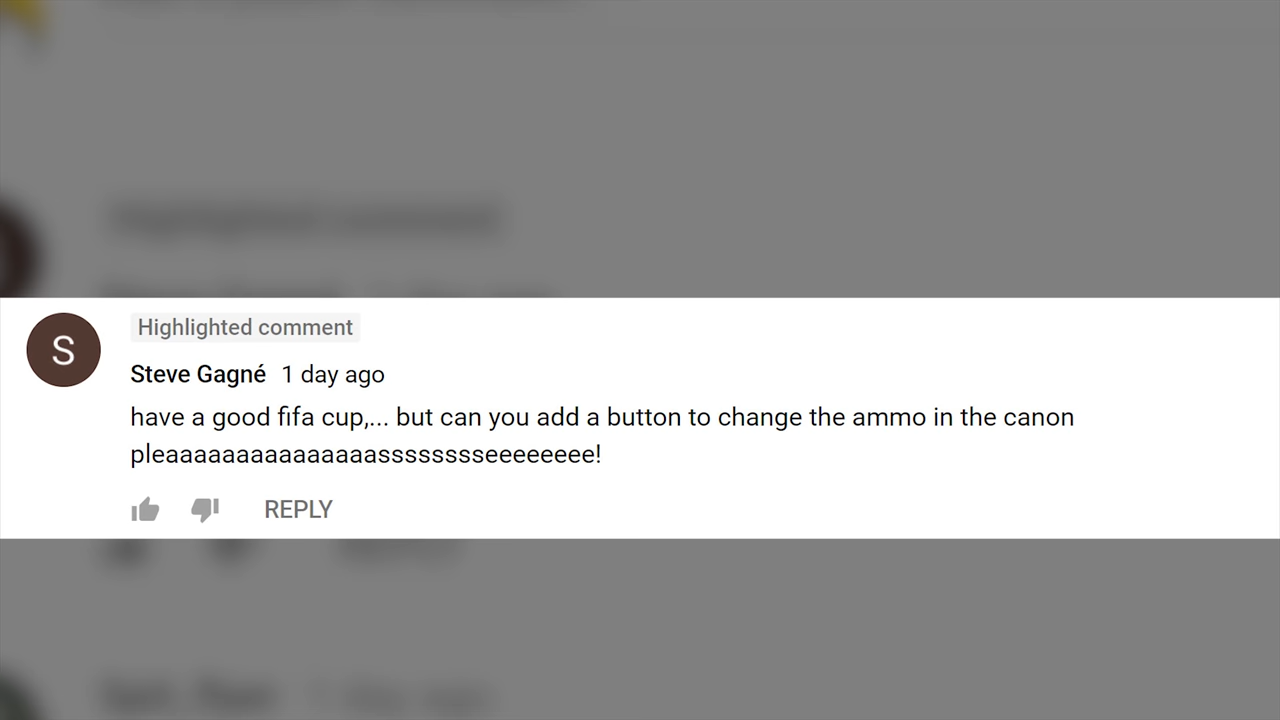 S
Highlighted comment
Steve Gagné 1 day ago
have a good fifa cup,... but can you add a button to change the ammo in the canon
pleaaaaaaaaaaaaaaassssssssseeeeeeee!
REPLY